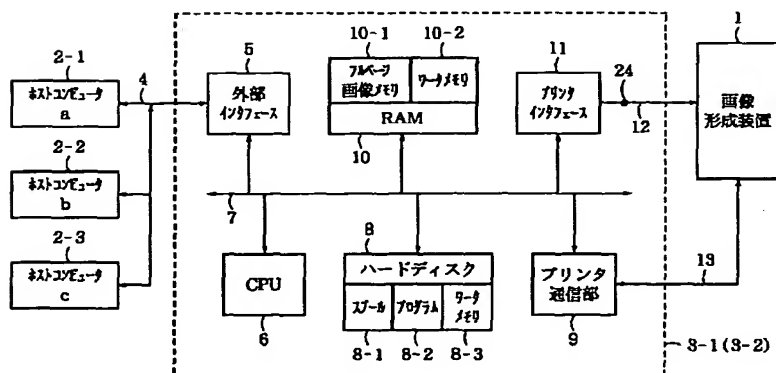 2-1
ホストコンピュータ
a
2-2
ホストコンピュータ
b
2-3
ホストコンピュータ
c
4
5
外部
インタフェース
10-1
10-2
フルページ
画像メモリ
ワークメモリ
RAM
10
11
プリンタ
インタフェース
24
12
1
画像
形成装置
7
CPU
6
8
ハードディスク
スプール
プログラム
ワーク
メモリ
8-1
8-2
8-3
プリンタ
通信部
9
13
3-1(3-2)